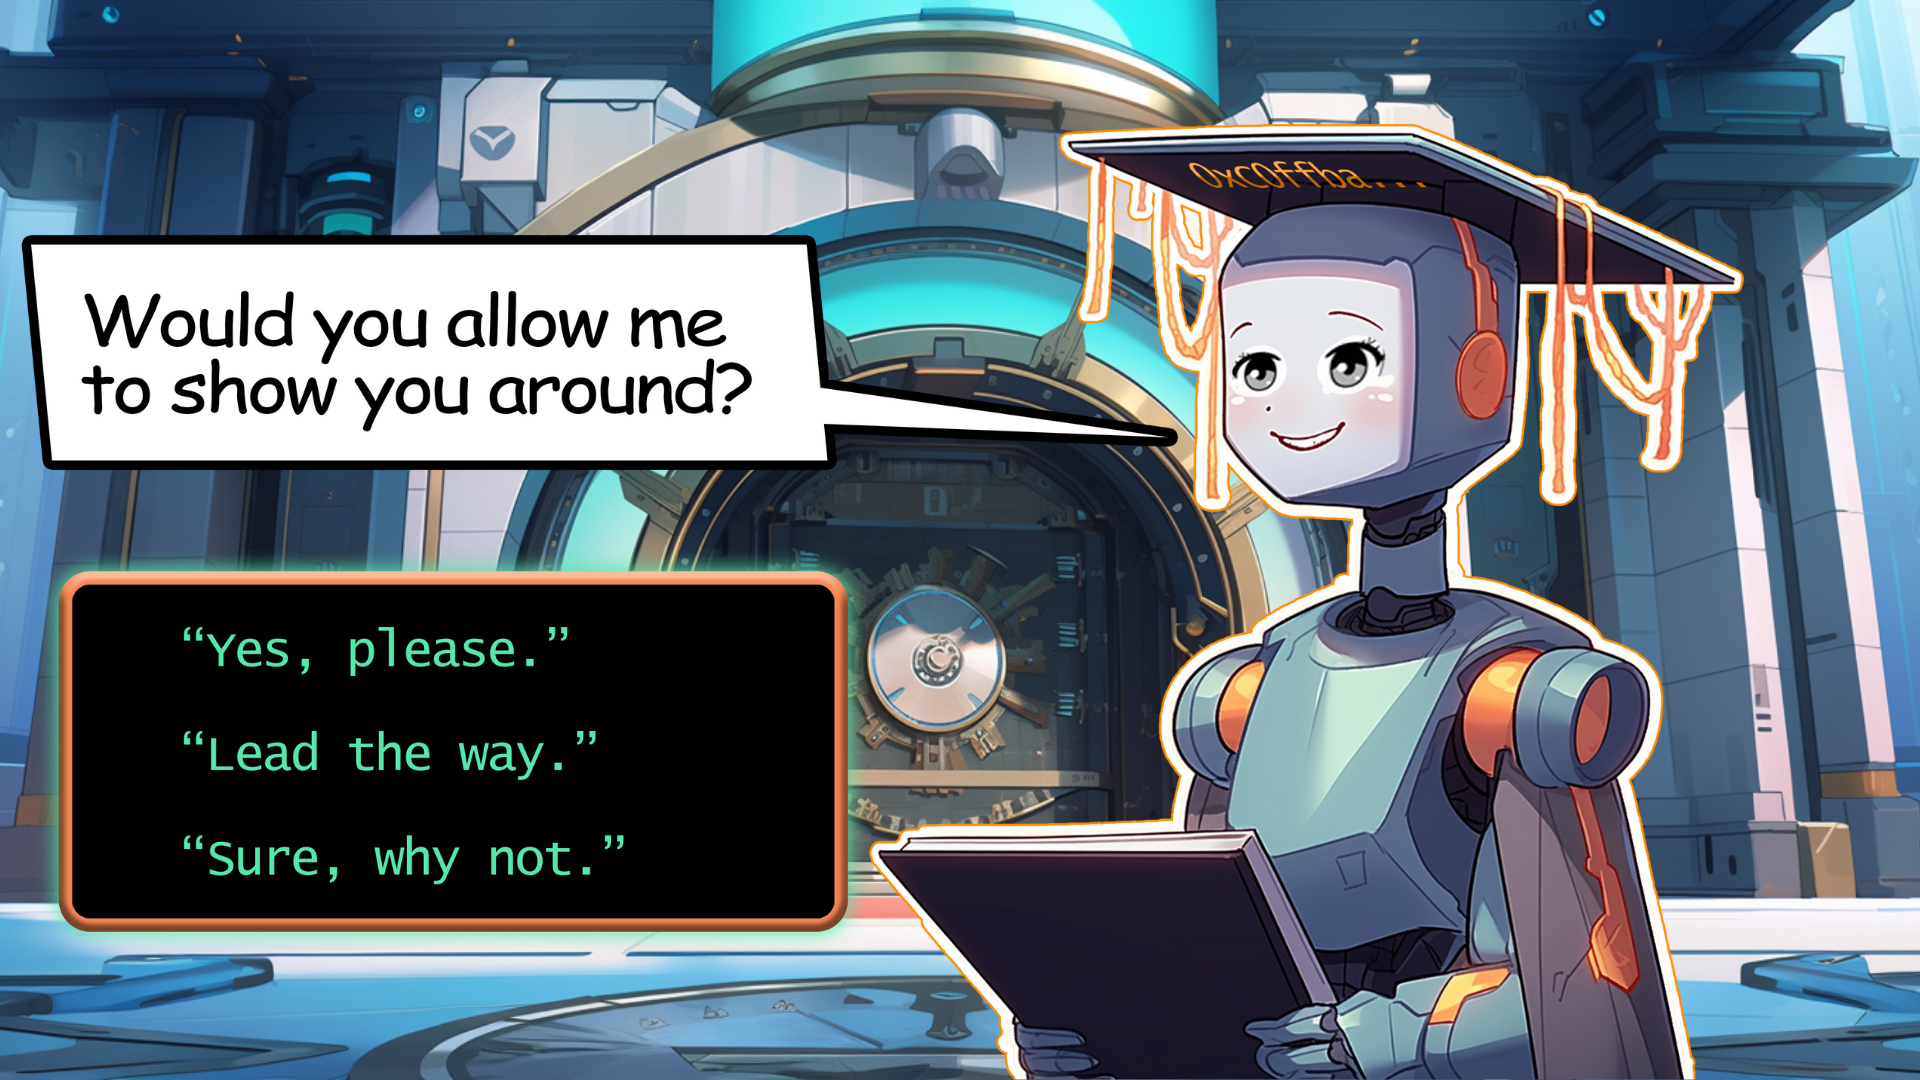 0xc0ffba...
Would you allow me
to show you around?
“Yes, please.”
“Lead the way.”
“Sure, why not.”